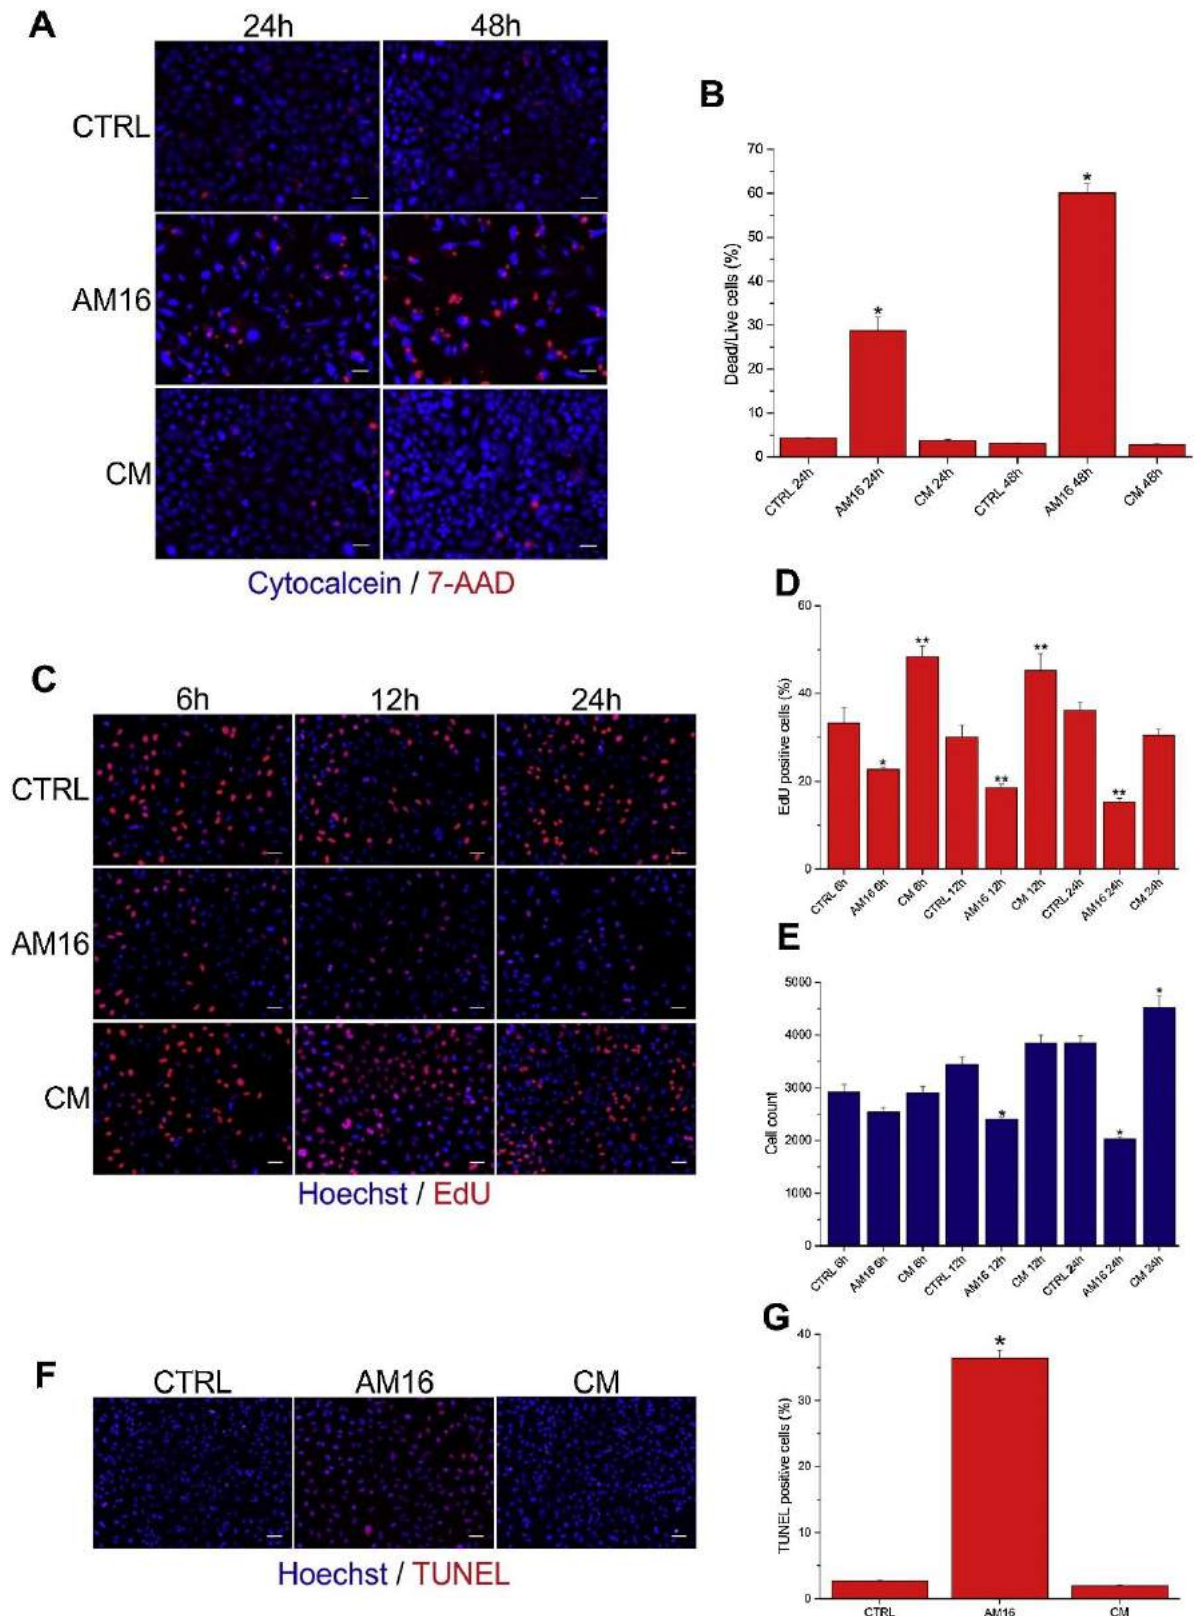 A
24h 48h
CTRL
AM16
CM
Cytocalcein / 7-AAD
B
70
60
50
40
30
20
10
0
Dead/Live cells (%)
*
*
CTRL 24h
AM16 24h
CM 24h
CTRL 48h
AM16 48h
CM 48h
C
6h 12h 24h
CTRL
AM16
CM
Hoechst / EdU
D
60
40
20
0
EdU positive cells (%)
*
**
**
**
**
CTRL 6h
AM16 6h
CM 6h
CTRL 12h
AM16 12h
CM 12h
CTRL 24h
AM16 24h
CM 24h
E
5000
4000
3000
2000
1000
0
Cell count
*
*
*
CTRL 6h
AM16 6h
CM 6h
CTRL 12h
AM16 12h
CM 12h
CTRL 24h
AM16 24h
CM 24h
F
CTRL AM16 CM
Hoechst / TUNEL
G
40
30
20
10
0
TUNEL positive cells (%)
*
CTRL AM16 CM